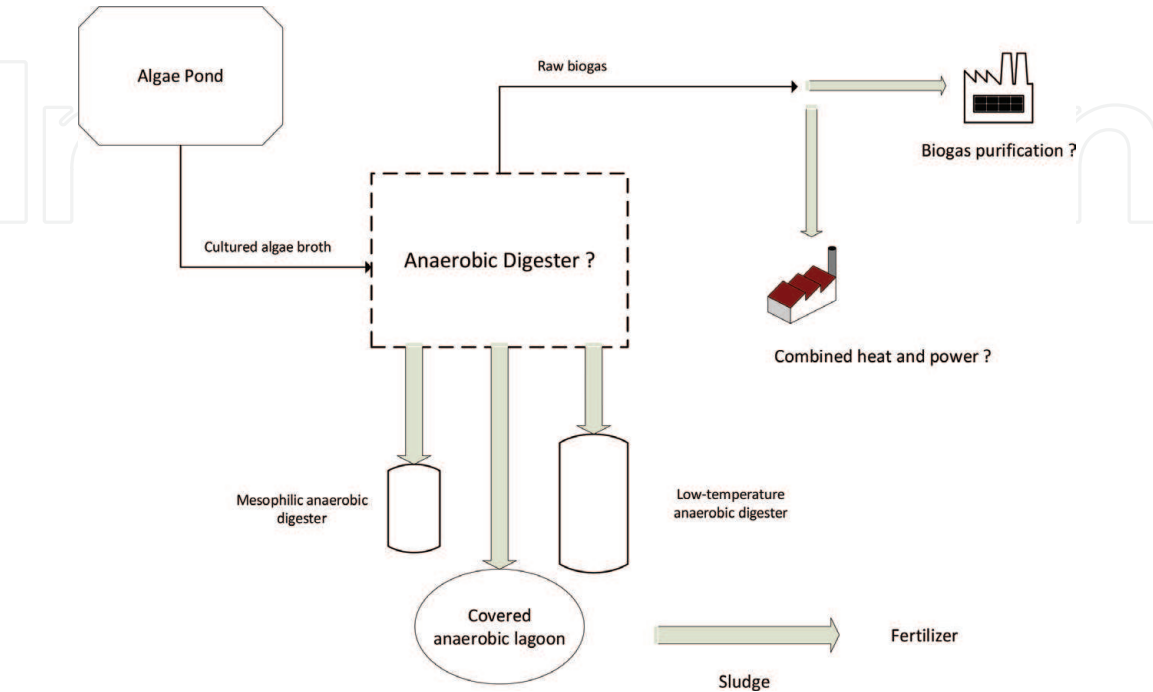 Algae Pond
Raw biogas
Biogas purification ?
Cultured algae broth
Anaerobic Digester ?
Combined heat and power ?
Mesophilic anaerobic
digester
Low-temperature
anaerobic digester
Covered
anaerobic lagoon
Fertilizer
Sludge